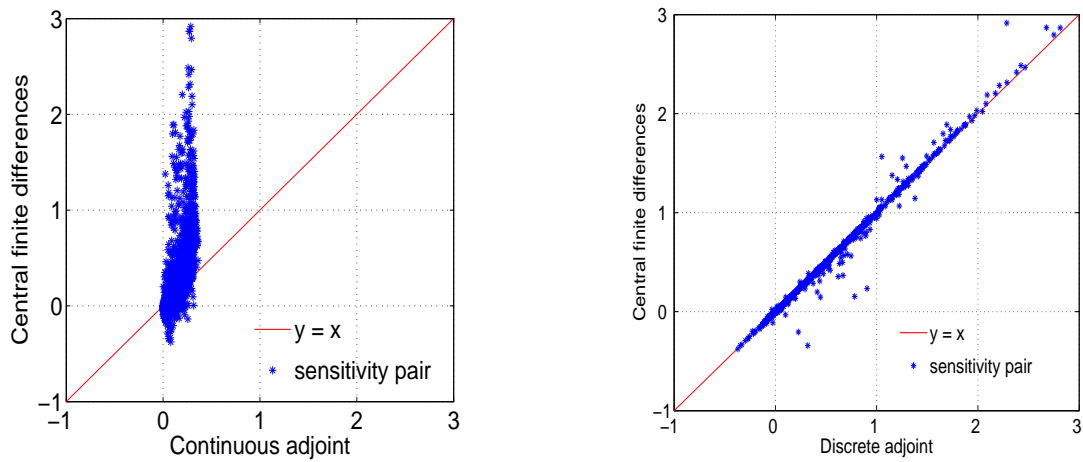 Central finite differences
3
2
1
0
−1
−1 0 1 2 3
Continuous adjoint
y = x
sensitivity pair
Central finite differences
3
2
1
0
−1
−1 0 1 2 3
Discrete adjoint
y = x
sensitivity pair